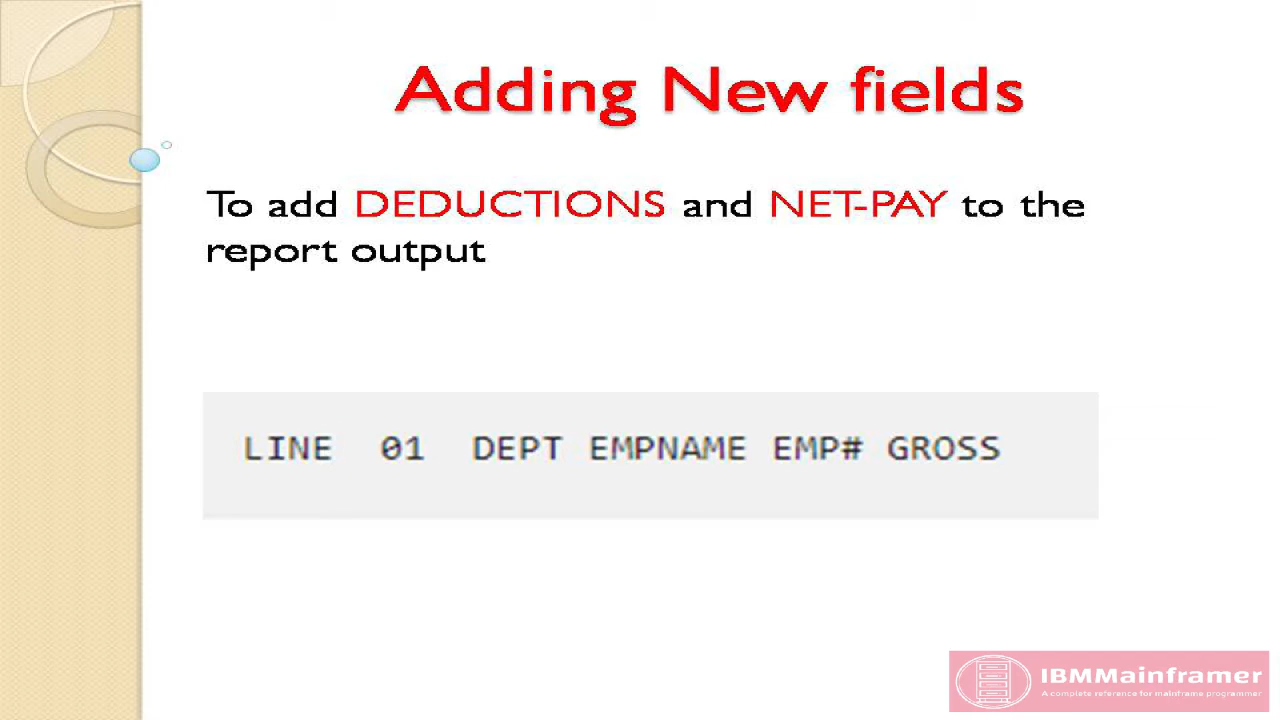 Adding New fields
To add DEDUCTIONS and NET-PAY to the
report output
LINE 01 DEPT EMPNAME EMP# GROSS
IBMMainframer
A complete reference for mainframe programmer